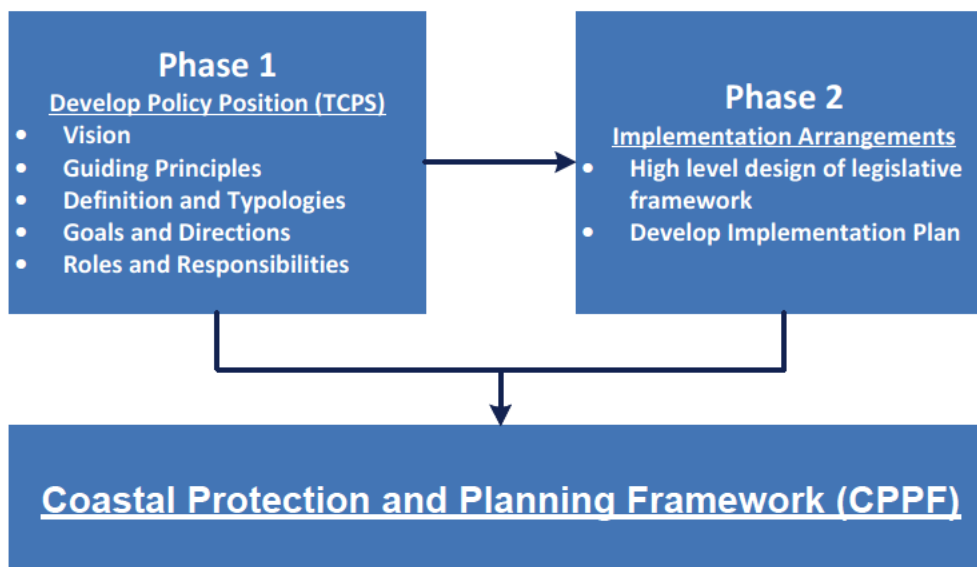 Phase 1
Develop Policy Position (TCPS)
• Vision
• Guiding Principles
• Definition and Typologies
• Goals and Directions
• Roles and Responsibilities
Phase 2
Implementation Arrangements
• High level design of legislative
framework
• Develop Implementation Plan
Coastal Protection and Planning Framework (CPPF)